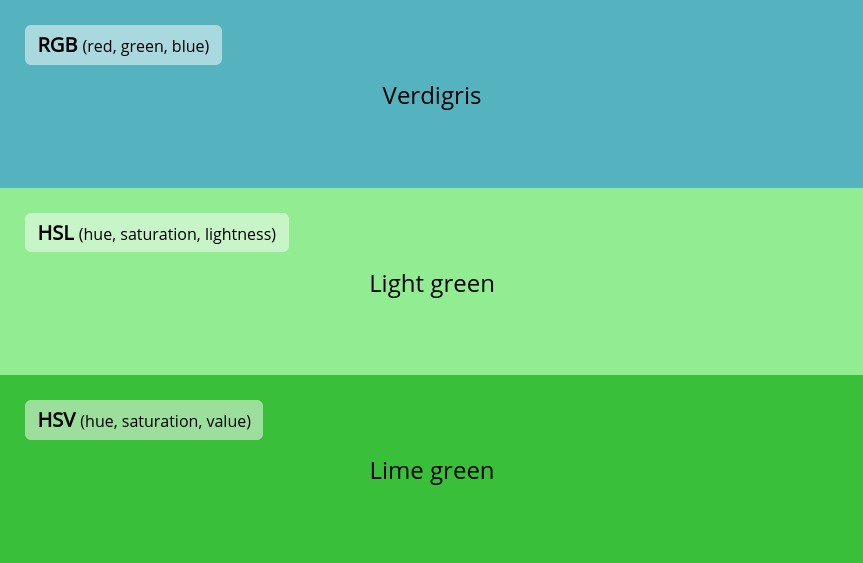 RGB (red, green, blue)
Verdigris
HSL (hue, saturation, lightness)
Light green
HSV (hue, saturation, value)
Lime green